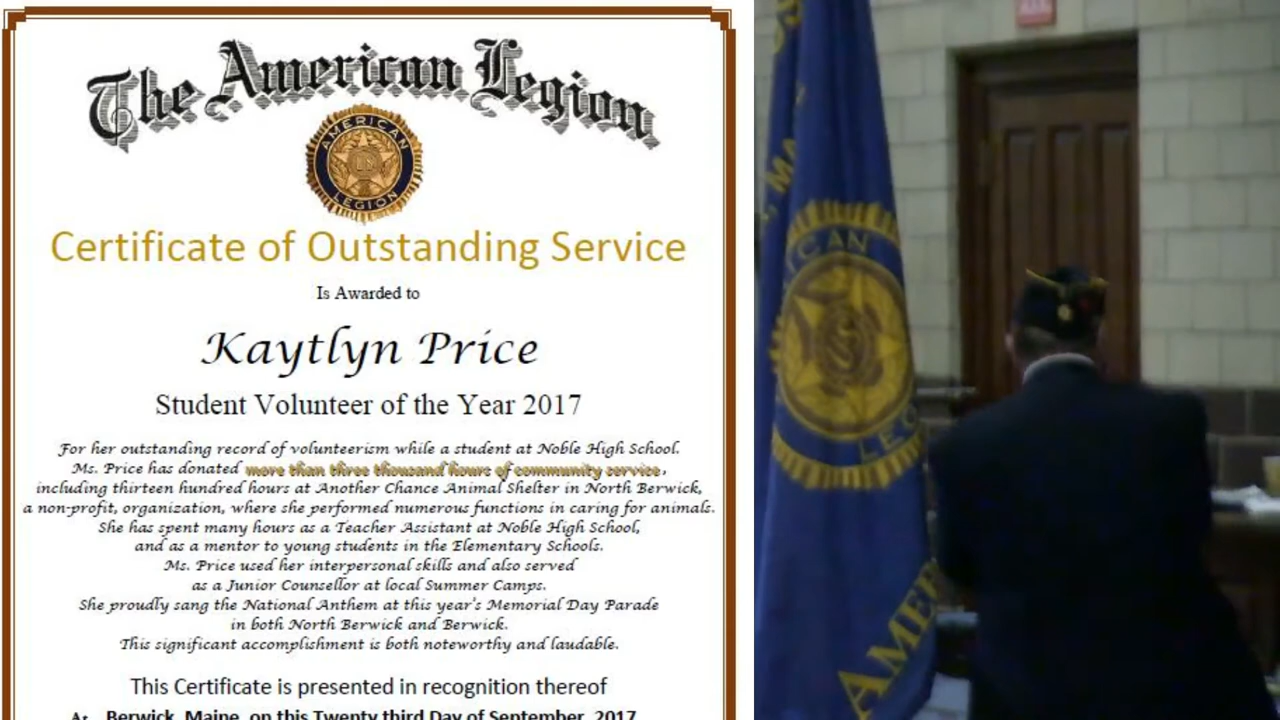 The American Legion
AMERICAN
LEGION
Certificate of Outstanding Service
Is Awarded to
Kaytlyn Price
Student Volunteer of the Year 2017
For her outstanding record of volunteerism while a student at Noble High School.
Ms. Price has donated more than three thousand hours of community service,
including thirteen hundred hours at Another Chance Animal Shelter in North Berwick,
a non-profit, organization, where she performed numerous functions in caring for animals.
She has spent many hours as a Teacher Assistant at Noble High School,
and as a mentor to young students in the Elementary Schools.
Ms. Price used her interpersonal skills and also served
as a Junior Counsellor at local Summer Camps.
She proudly sang the National Anthem at this year's Memorial Day Parade
in both North Berwick and Berwick.
This significant accomplishment is both noteworthy and laudable.
This Certificate is presented in recognition thereof
At Berwick, Maine, on this Twenty third Day of September, 2017
ICAN
LEG
AMER